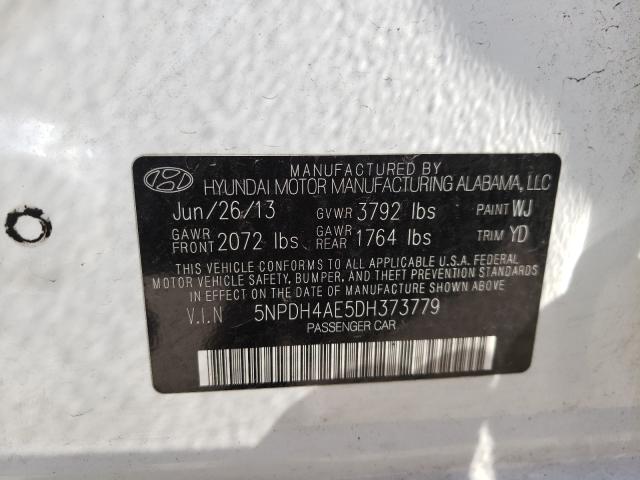 MANUFACTURED BY
HYUNDAI MOTOR MANUFACTURING ALABAMA, LLC
Jun/26/13 GVWR 3792 lbs PAINT WJ
GAWR FRONT 2072 lbs GAWR REAR 1764 lbs TRIM YD
THIS VEHICLE CONFORMS TO ALL APPLICABLE U.S.A. FEDERAL
MOTOR VEHICLE SAFETY, BUMPER, AND THEFT PREVENTION STANDARDS
IN EFFECT ON THE DATE OF MANUFACTURE SHOWN ABOVE
V.I.N 5NPDH4AE5DH373779
PASSENGER CAR